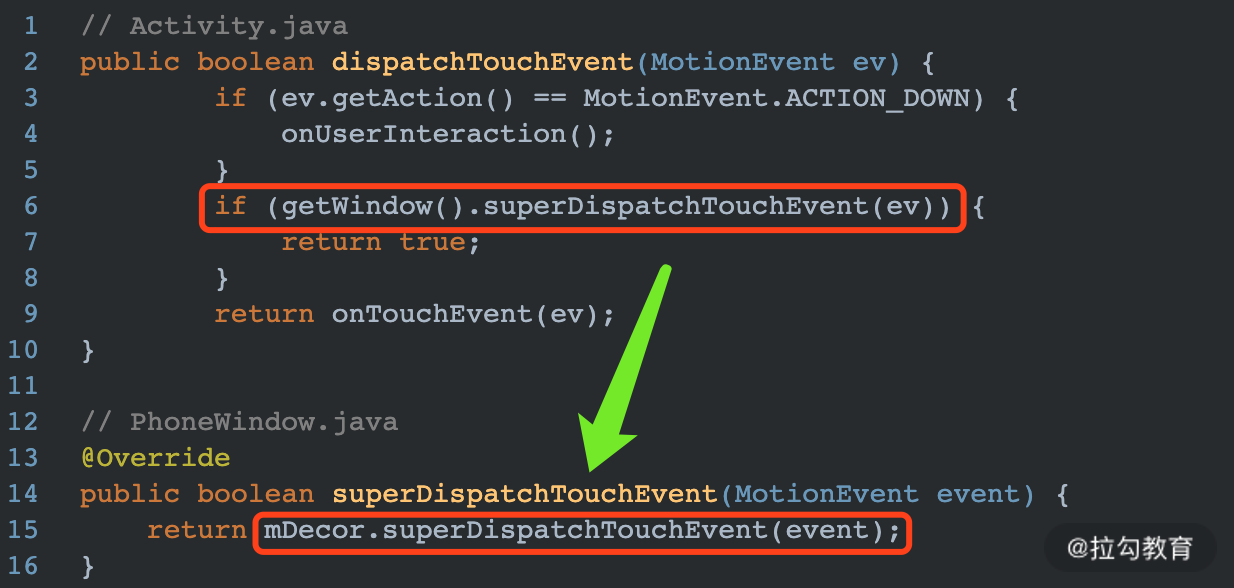 1 // Activity.java
2 public boolean dispatchTouchEvent(MotionEvent ev) {
3 if (ev.getAction() == MotionEvent.ACTION_DOWN) {
4 onUserInteraction();
5 }
6 if (getWindow().superDispatchTouchEvent(ev)) {
7 return true;
8 }
9 return onTouchEvent(ev);
10 }
11
12 // PhoneWindow.java
13 @Override
14 public boolean superDispatchTouchEvent(MotionEvent event) {
15 return mDecor.superDispatchTouchEvent(event);
16 }
@拉勾教育